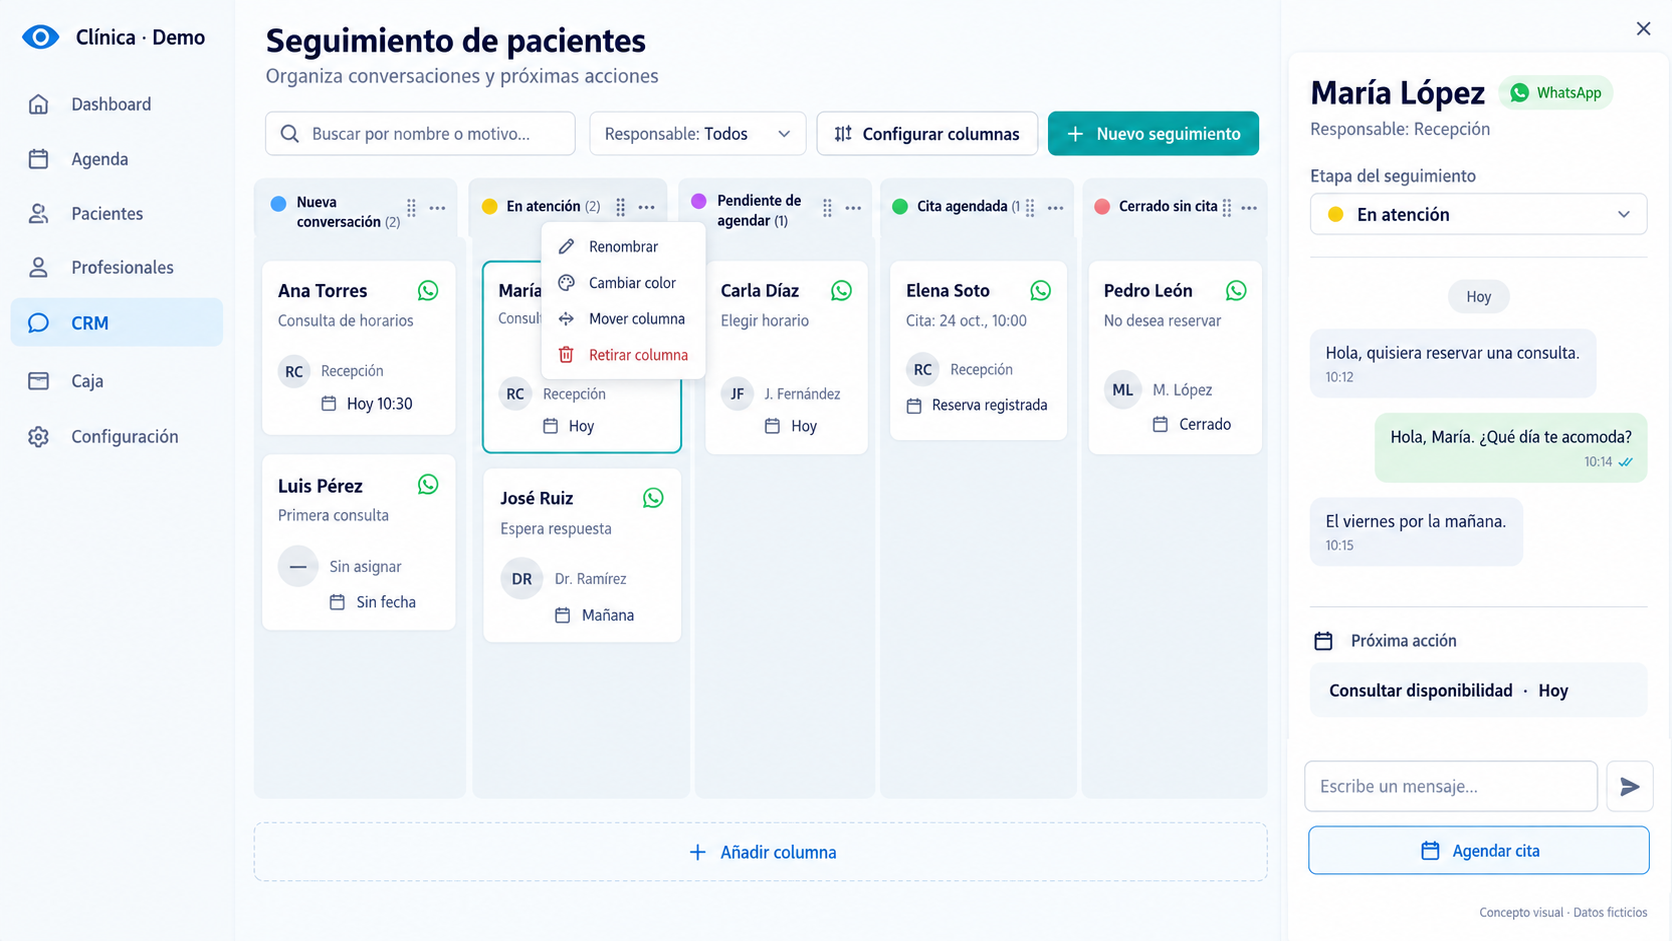 Clínica · Demo
Dashboard
Agenda
Pacientes
Profesionales
CRM
Caja
Configuración
Seguimiento de pacientes
Organiza conversaciones y próximas acciones
Buscar por nombre o motivo...
Responsable: Todos
Configurar columnas
+ Nuevo seguimiento
Nueva
conversación (2)
Ana Torres
Consulta de horarios
RC Recepción
Hoy 10:30
Luis Pérez
Primera consulta
— Sin asignar
Sin fecha
En atención (2)
Renombrar
Cambiar color
Mover columna
Retirar columna
María
RC Recepción
Hoy
José Ruiz
Espera respuesta
DR Dr. Ramírez
Mañana
Pendiente de
agendar (1)
Carla Díaz
Elegir horario
JF J. Fernández
Hoy
Cita agendada (1
Elena Soto
Cita: 24 oct., 10:00
RC Recepción
Reserva registrada
Cerrado sin cita
Pedro León
No desea reservar
ML M. López
Cerrado
+ Añadir columna
María López
WhatsApp
Responsable: Recepción
Etapa del seguimiento
En atención
Hoy
Hola, quisiera reservar una consulta.
10:12
Hola, María. ¿Qué día te acomoda?
10:14
El viernes por la mañana.
10:15
Próxima acción
Consultar disponibilidad · Hoy
Escribe un mensaje...
Agendar cita
Concepto visual · Datos ficticios